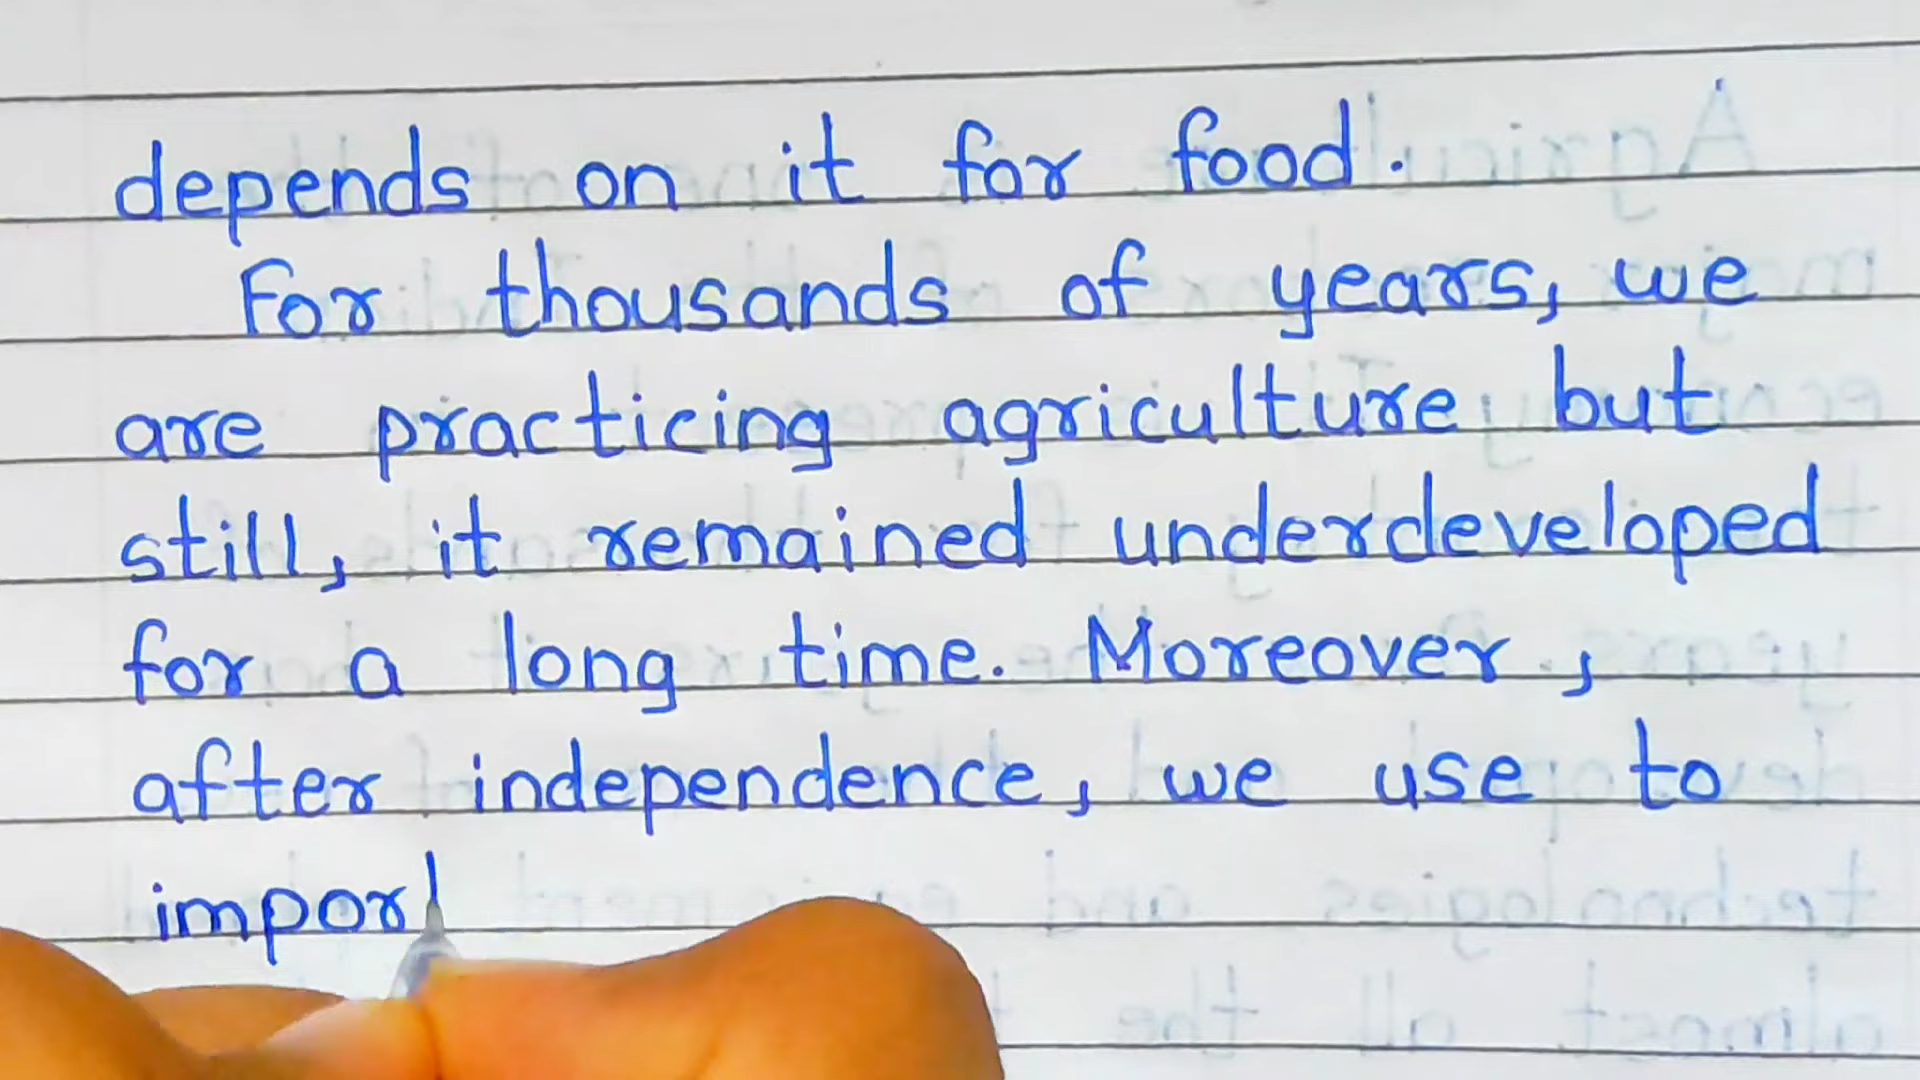 depends on it for food.
For thousands of years, we
are practicing agriculture but
still, it remained underdeveloped
for a long time. Moreover,
after independence, we use to